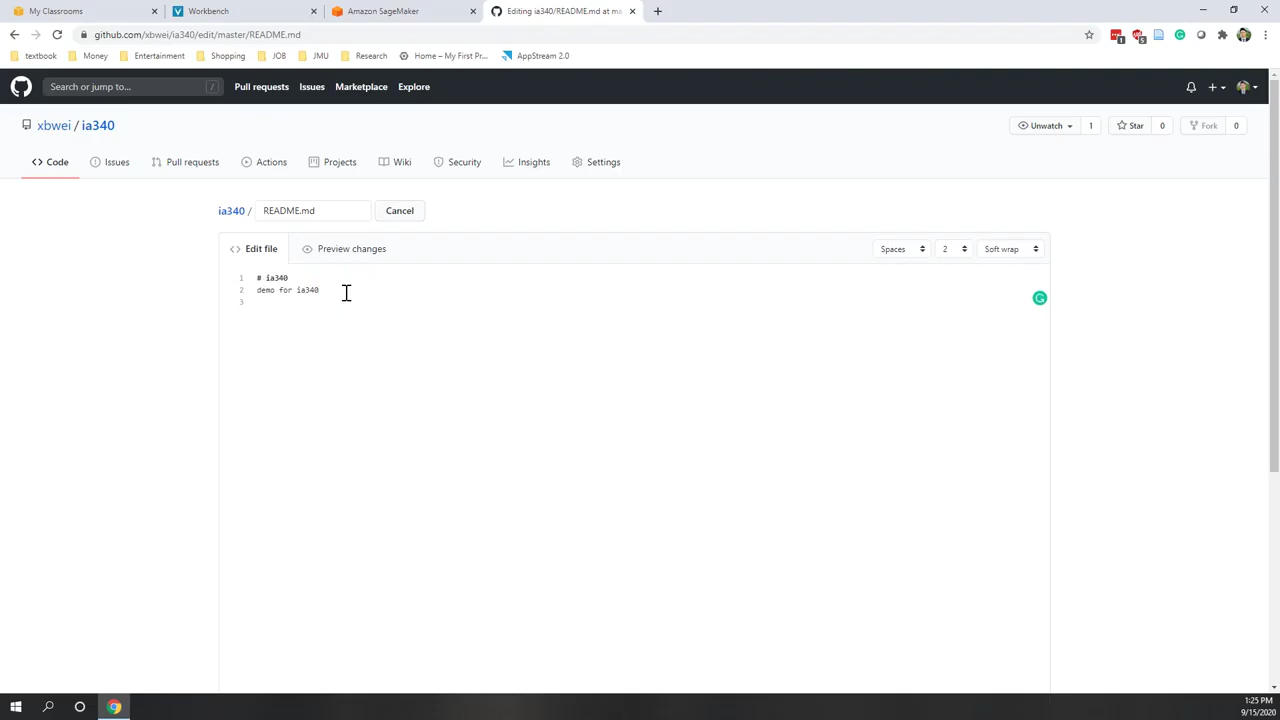 My Classrooms
Workbench
Amazon SageMaker
Editing ia340/README.md at ma
github.com/xbwei/ia340/edit/master/README.md
textbook Money Entertainment Shopping JOB JMU Research Home – My First Pr... AppStream 2.0
Search or jump to... /
Pull requests Issues Marketplace Explore
xbwei / ia340
Unwatch 1 Star 0 Fork 0
Code Issues Pull requests Actions Projects Wiki Security Insights Settings
ia340 / README.md Cancel
Edit file Preview changes
Spaces 2 Soft wrap
1 # ia340
2 demo for ia340
3
1:25 PM
9/15/2020